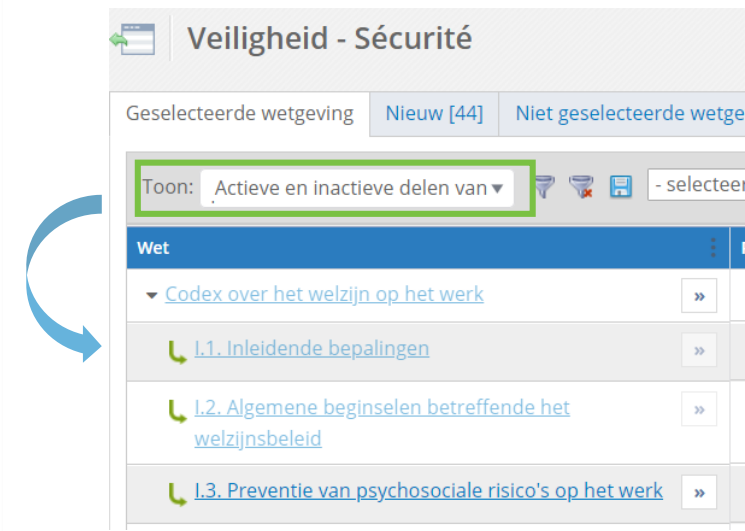 Veiligheid - Sécurité
Geselecteerde wetgeving Nieuw [44] Niet geselecteerde wetge
Toon: Actieve en inactieve delen van - selecteer
Wet
Codex over het welzijn op het werk »
I.1. Inleidende bepalingen »
I.2. Algemene beginselen betreffende het »
welzijnsbeleid
I.3. Preventie van psychosociale risico's op het werk »